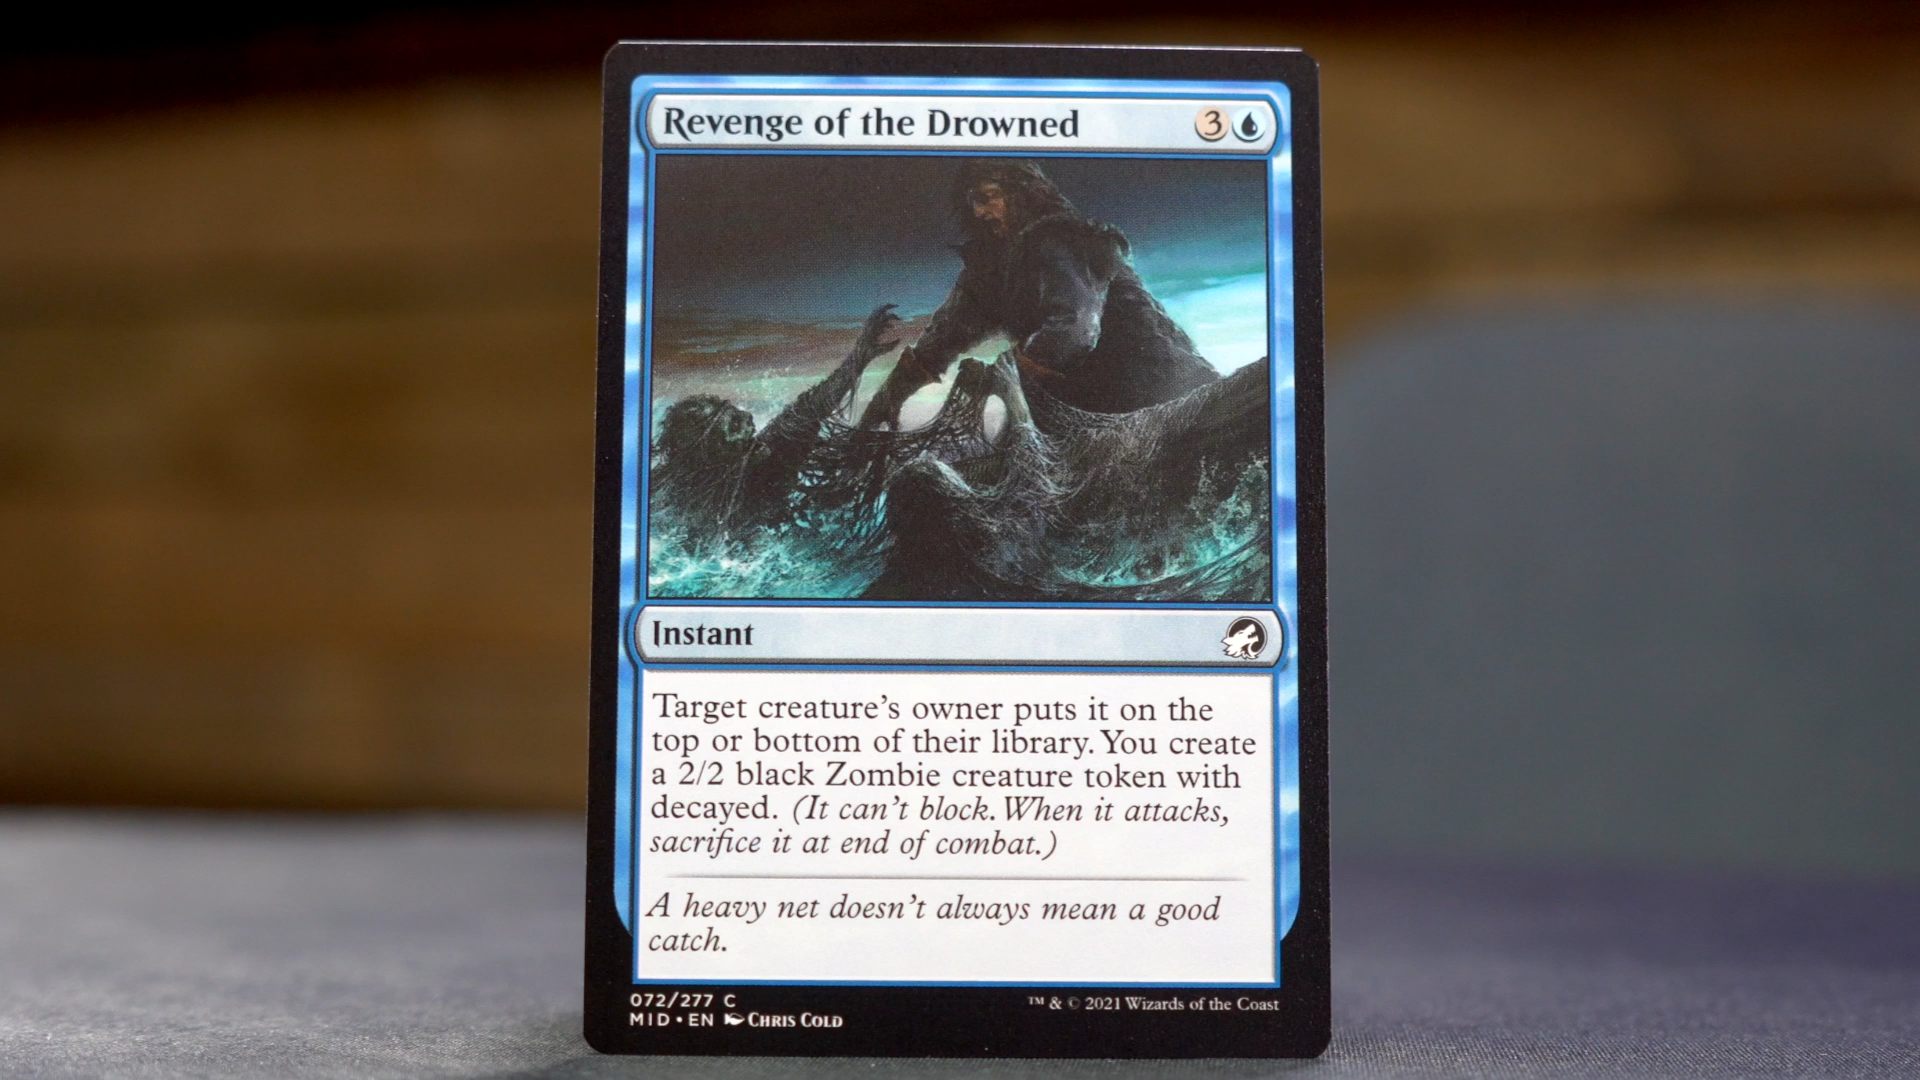 Revenge of the Drowned 3
Instant
Target creature's owner puts it on the
top or bottom of their library. You create
a 2/2 black Zombie creature token with
decayed. (It can't block. When it attacks,
sacrifice it at end of combat.)
A heavy net doesn't always mean a good
catch.
072/277 C
MID • EN Chris Cold
™ & © 2021 Wizards of the Coast